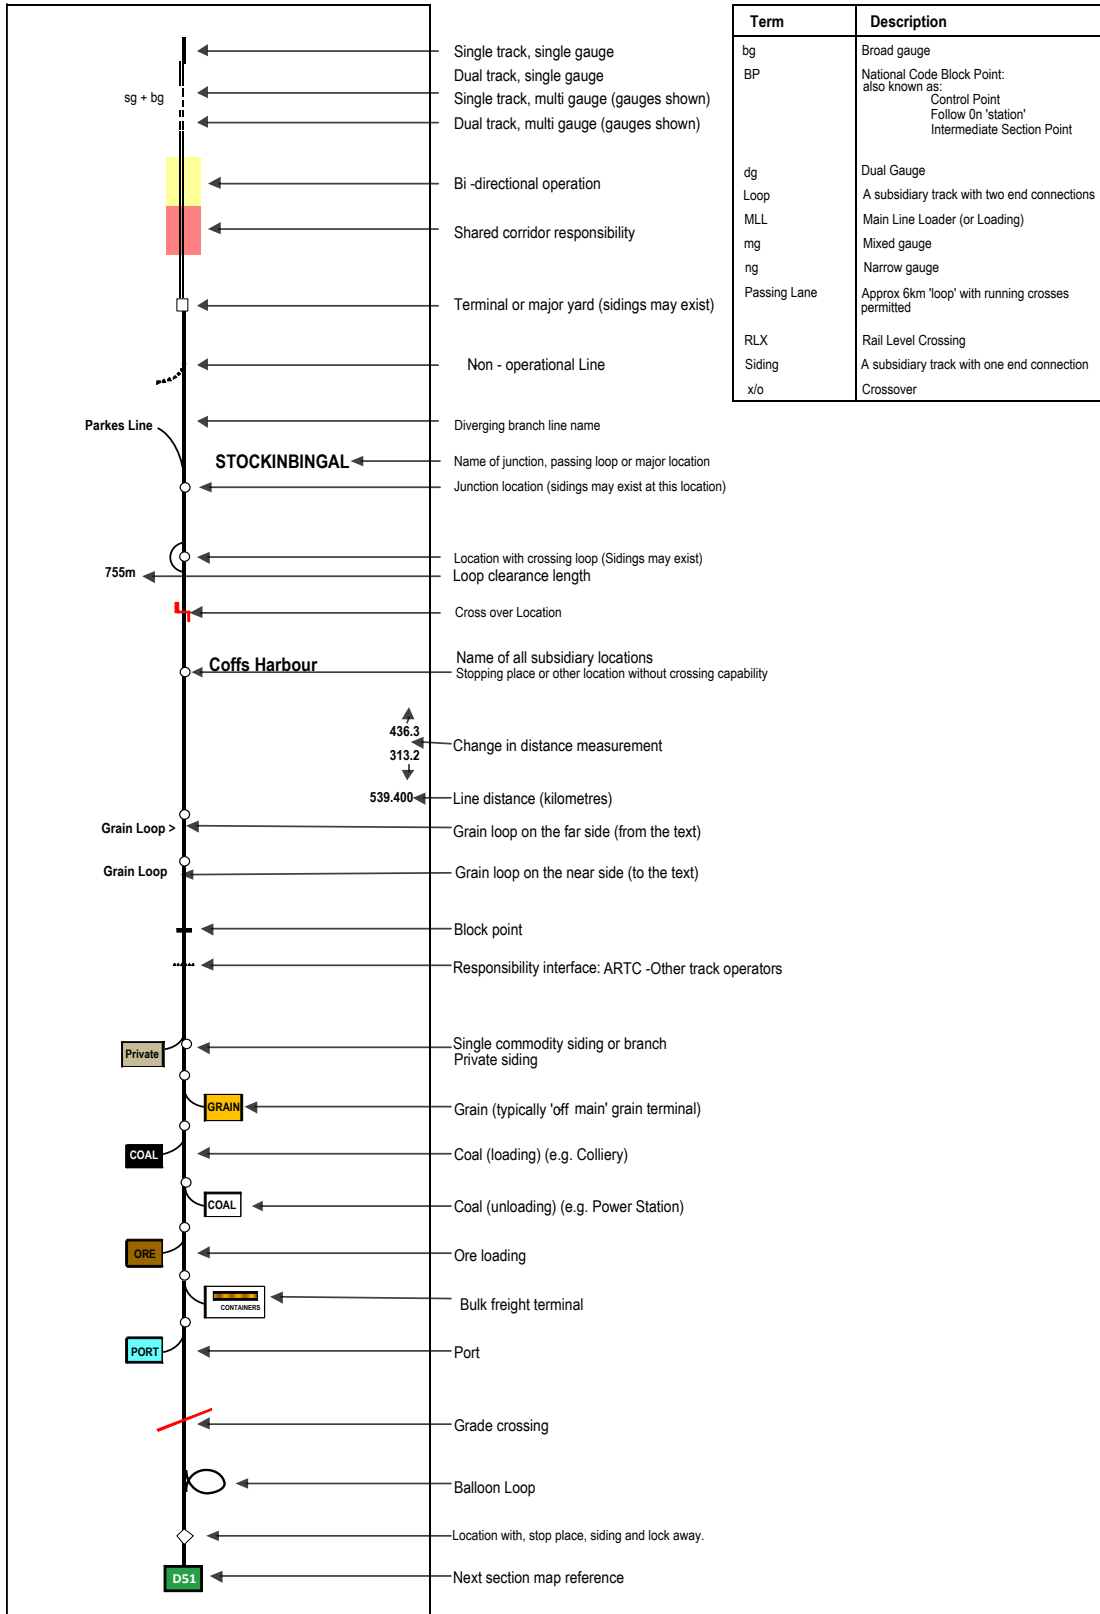 Single track, single gauge
Dual track, single gauge
sg + bg
Single track, multi gauge (gauges shown)
Dual track, multi gauge (gauges shown)
Bi -directional operation
Shared corridor responsibility
Terminal or major yard (sidings may exist)
Non - operational Line
Parkes Line
Diverging branch line name
STOCKINBINGAL
Name of junction, passing loop or major location
Junction location (sidings may exist at this location)
Location with crossing loop (Sidings may exist)
755m
Loop clearance length
Cross over Location
Coffs Harbour
Name of all subsidiary locations
Stopping place or other location without crossing capability
436.3
Change in distance measurement
313.2
539.400
Line distance (kilometres)
Grain Loop >
Grain loop on the far side (from the text)
Grain Loop
Grain loop on the near side (to the text)
Block point
Responsibility interface: ARTC -Other track operators
Private
Single commodity siding or branch
Private siding
GRAIN
Grain (typically 'off main' grain terminal)
COAL
Coal (loading) (e.g. Colliery)
COAL
Coal (unloading) (e.g. Power Station)
ORE
Ore loading
CONTAINERS
Bulk freight terminal
PORT
Port
Grade crossing
Balloon Loop
Location with, stop place, siding and lock away.
D51
Next section map reference
Term Description
bg Broad gauge
BP National Code Block Point:
also known as:
Control Point
Follow 0n 'station'
Intermediate Section Point
dg Dual Gauge
Loop A subsidiary track with two end connections
MLL Main Line Loader (or Loading)
mg Mixed gauge
ng Narrow gauge
Passing Lane Approx 6km 'loop' with running crosses
permitted
RLX Rail Level Crossing
Siding A subsidiary track with one end connection
x/o Crossover